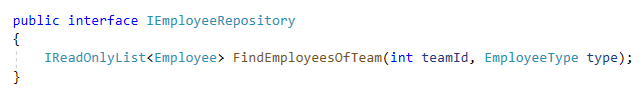 public interface IEmployeeRepository
{
    IReadOnlyList<Employee> FindEmployeesOfTeam(int teamId, EmployeeType type);
}